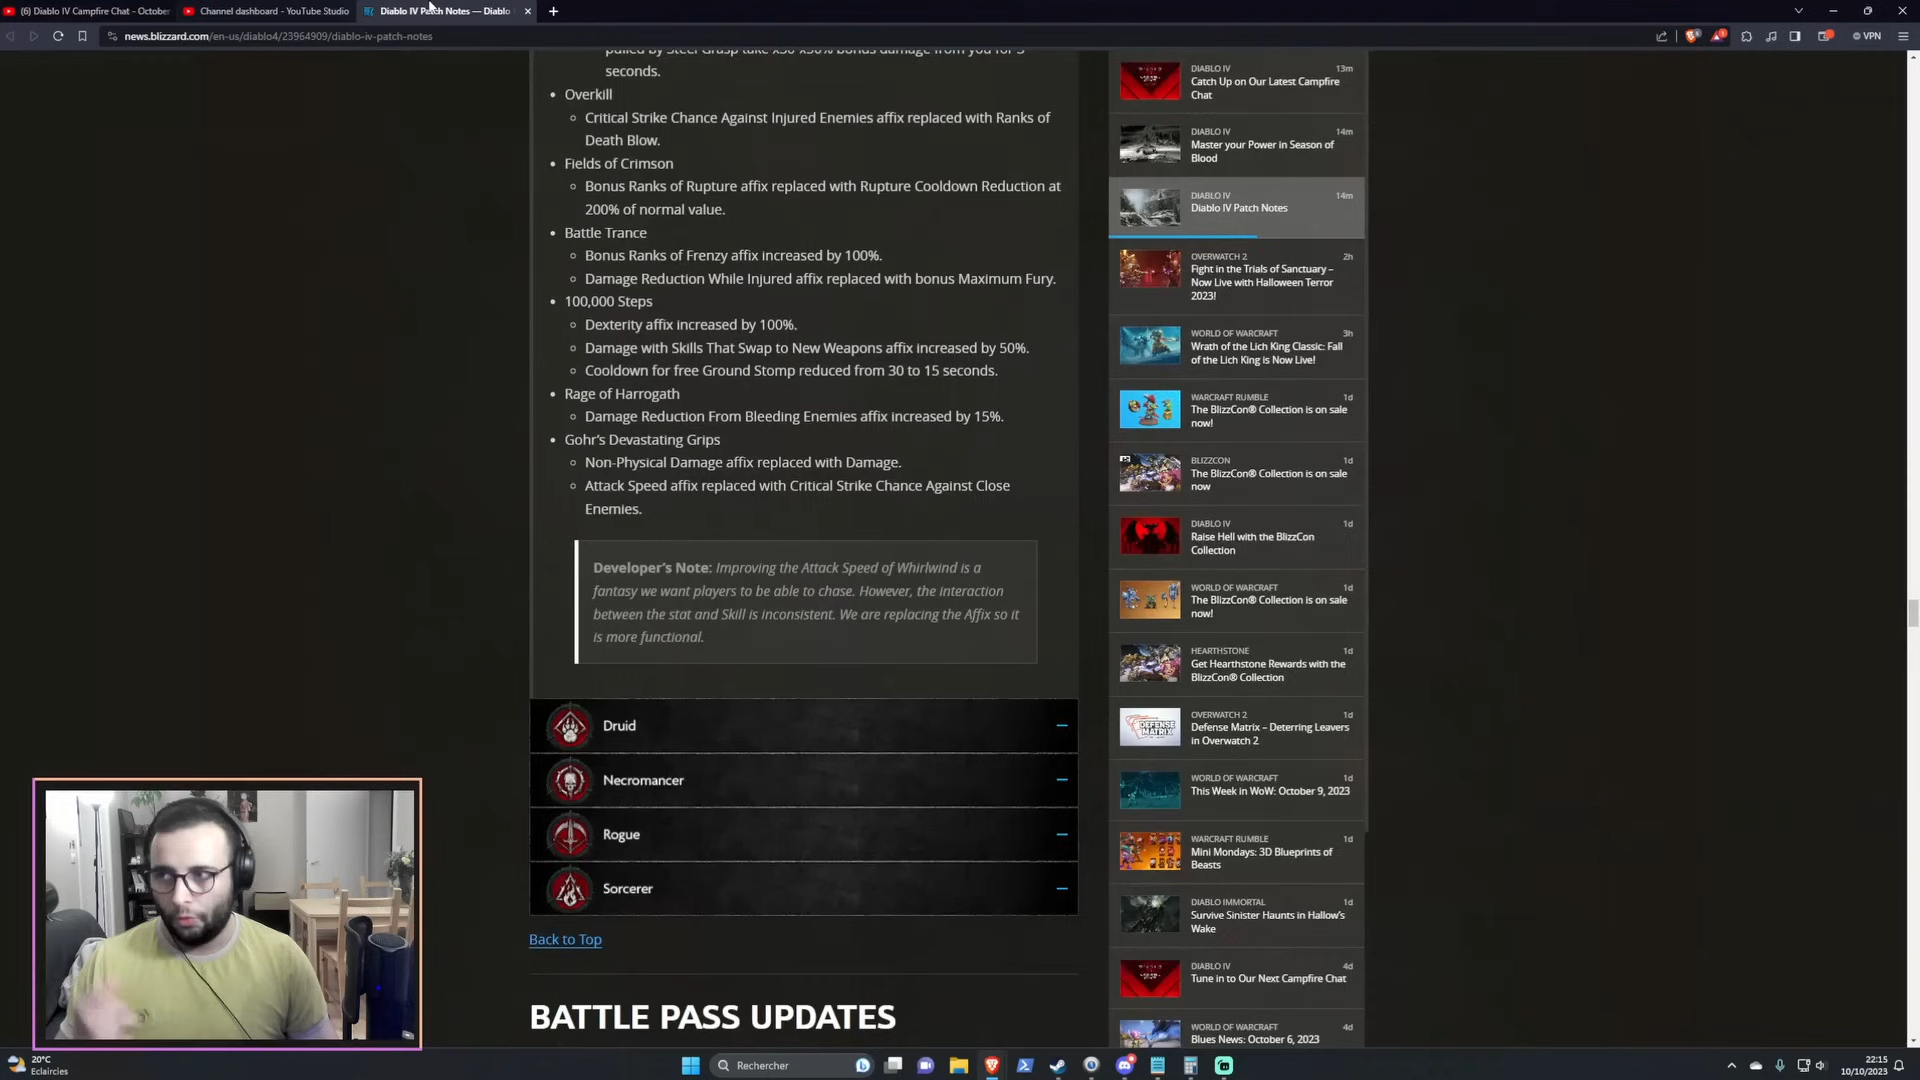 (6) Diablo IV Campfire Chat - October
Channel dashboard - YouTube Studio
Diablo IV Patch Notes — Diablo
news.blizzard.com/en-us/diablo4/23964909/diablo-iv-patch-notes
VPN
pulled by Steel Grasp take x30 x50% bonus damage from you for 3
seconds.
Overkill
Critical Strike Chance Against Injured Enemies affix replaced with Ranks of
Death Blow.
Fields of Crimson
Bonus Ranks of Rupture affix replaced with Rupture Cooldown Reduction at
200% of normal value.
Battle Trance
Bonus Ranks of Frenzy affix increased by 100%.
Damage Reduction While Injured affix replaced with bonus Maximum Fury.
100,000 Steps
Dexterity affix increased by 100%.
Damage with Skills That Swap to New Weapons affix increased by 50%.
Cooldown for free Ground Stomp reduced from 30 to 15 seconds.
Rage of Harrogath
Damage Reduction From Bleeding Enemies affix increased by 15%.
Gohr's Devastating Grips
Non-Physical Damage affix replaced with Damage.
Attack Speed affix replaced with Critical Strike Chance Against Close
Enemies.
Developer's Note: Improving the Attack Speed of Whirlwind is a
fantasy we want players to be able to chase. However, the interaction
between the stat and Skill is inconsistent. We are replacing the Affix so it
is more functional.
Druid
Necromancer
Rogue
Sorcerer
Back to Top
BATTLE PASS UPDATES
DIABLO IV 13m
Catch Up on Our Latest Campfire
Chat
DIABLO IV 14m
Master your Power in Season of
Blood
DIABLO IV 14m
Diablo IV Patch Notes
OVERWATCH 2 2h
Fight in the Trials of Sanctuary –
Now Live with Halloween Terror
2023!
WORLD OF WARCRAFT 3h
Wrath of the Lich King Classic: Fall
of the Lich King is Now Live!
WARCRAFT RUMBLE 1d
The BlizzCon® Collection is on sale
now!
BLIZZCON 1d
The BlizzCon® Collection is on sale
now
DIABLO IV 1d
Raise Hell with the BlizzCon
Collection
WORLD OF WARCRAFT 1d
The BlizzCon® Collection is on sale
now!
HEARTHSTONE 1d
Get Hearthstone Rewards with the
BlizzCon® Collection
OVERWATCH 2 1d
DEFENSE
MATRIX
Defense Matrix – Deterring Leavers
in Overwatch 2
WORLD OF WARCRAFT 1d
This Week in WoW: October 9, 2023
WARCRAFT RUMBLE 1d
Mini Mondays: 3D Blueprints of
Beasts
DIABLO IMMORTAL 1d
Survive Sinister Haunts in Hallow's
Wake
DIABLO IV 4d
Tune in to Our Next Campfire Chat
WORLD OF WARCRAFT 4d
Blues News: October 6, 2023
20°C
Eclaircies
Rechercher
22:15
10/10/2023